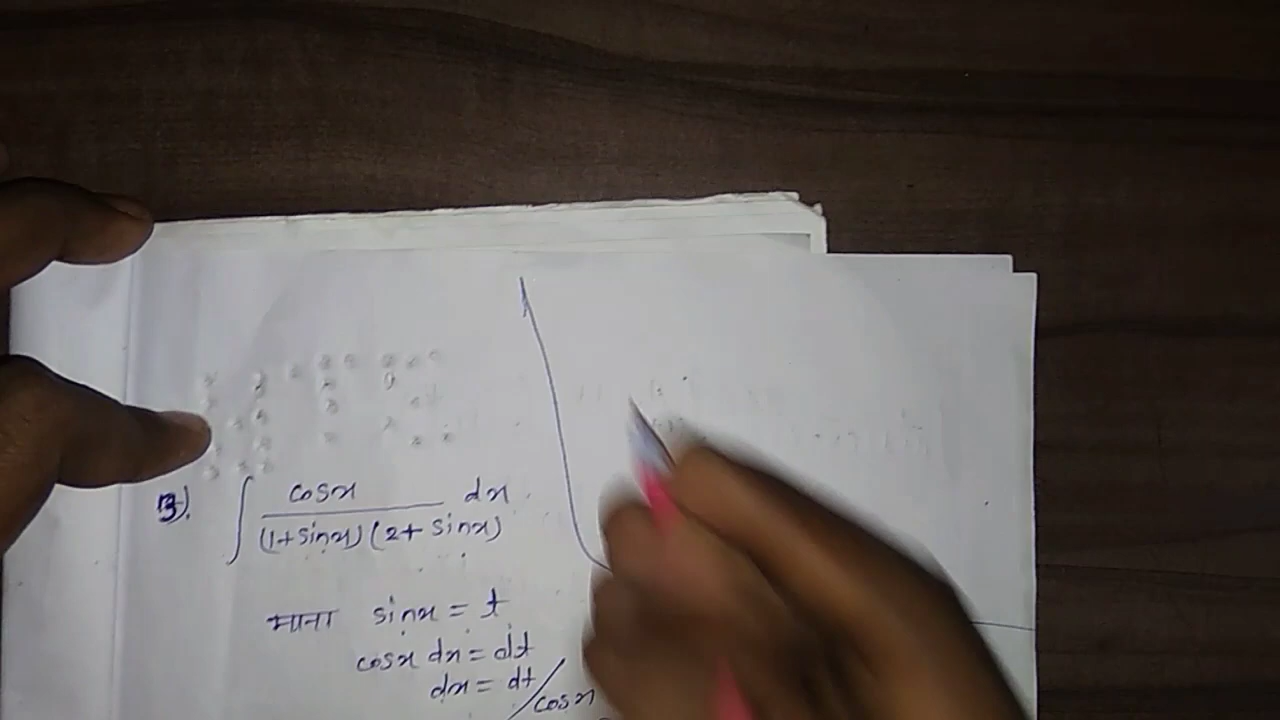 3). ∫ cosx / (1+sinx)(2+sinx) dx
माना sinx = t
cosx dx = dt
dx = dt/cosx